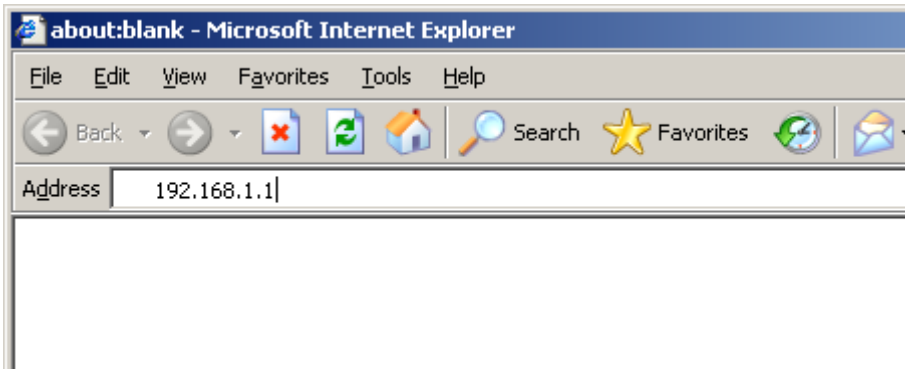 about:blank - Microsoft Internet Explorer
File Edit View Favorites Tools Help
Back Search Favorites
Address 192.168.1.1